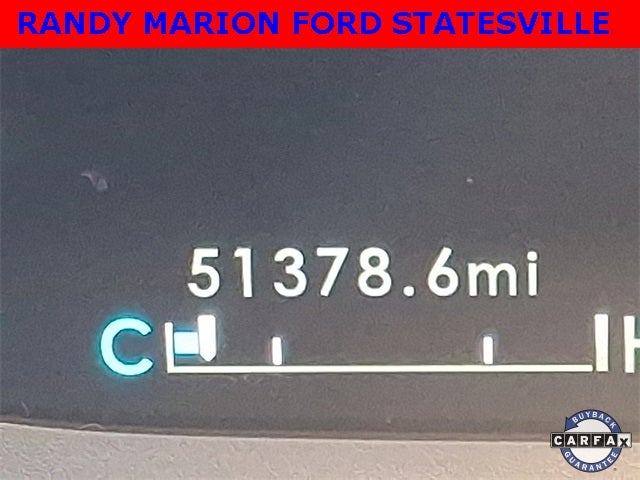 RANDY MARION FORD STATESVILLE
51378.6mi
C H
BUYBACK
CARFAX
GUARANTEE